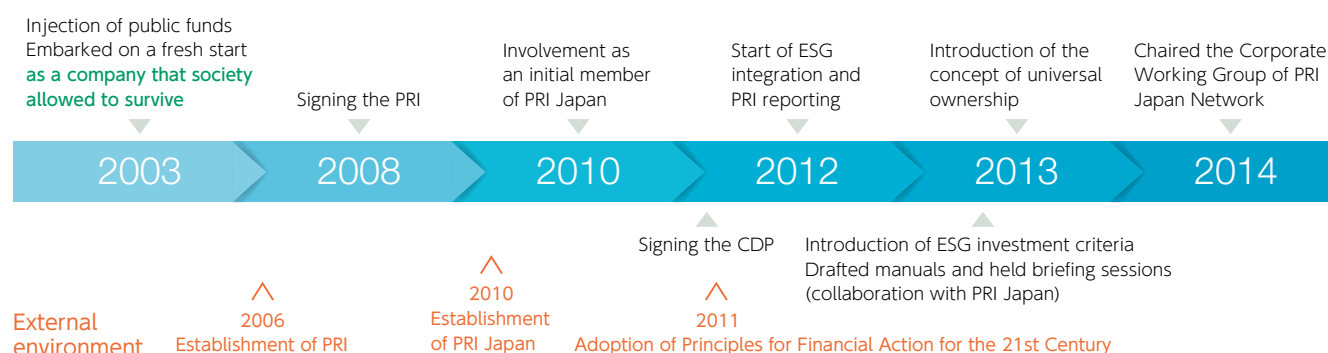 Injection of public funds
Embarked on a fresh start
as a company that society
allowed to survive
Signing the PRI
Involvement as
an initial member
of PRI Japan
Start of ESG
integration and
PRI reporting
Introduction of the
concept of universal
ownership
Chaired the Corporate
Working Group of PRI
Japan Network
2003
2008
2010
2012
2013
2014
Signing the CDP
Introduction of ESG investment criteria
Drafted manuals and held briefing sessions
(collaboration with PRI Japan)
External
environment
2006
Establishment of PRI
2010
Establishment
of PRI Japan
2011
Adoption of Principles for Financial Action for the 21st Century